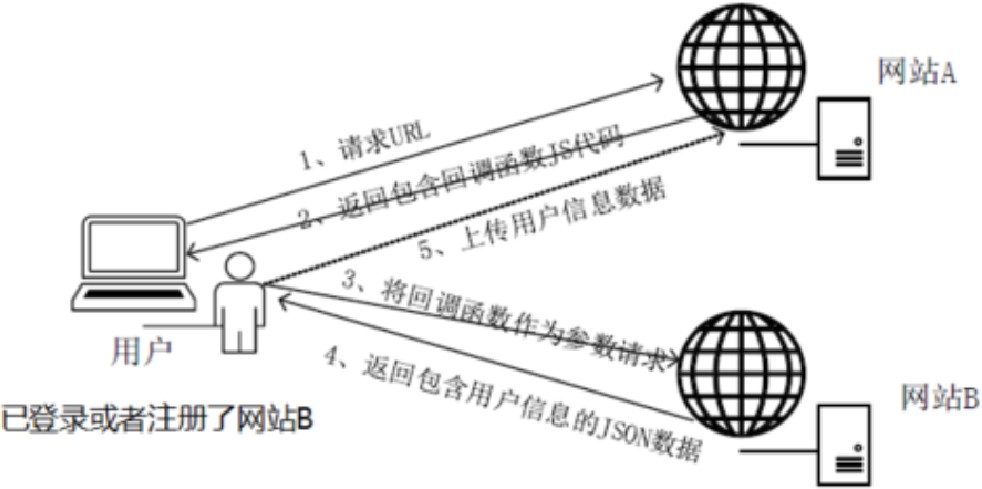 网站A
1、请求URL
2、返回包含回调函数JS代码
5、上传用户信息数据
3、将回调函数作为参数请求
4、返回包含用户信息的JSON数据
用户
已登录或者注册了网站B
网站B